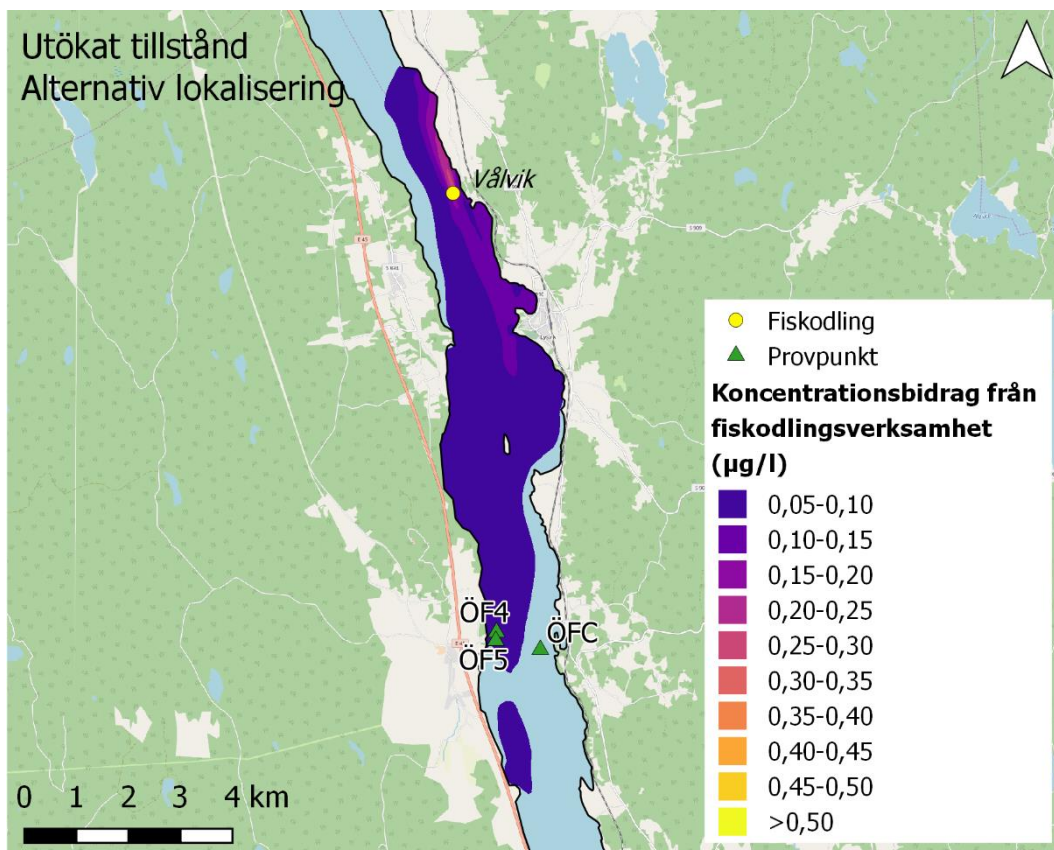 Utökat tillstånd
Alternativ lokalisering
Vålvik
E 45
S 909
Lysvik
Fiskodling
Provpunkt
Koncentrationsbidrag från
fiskodlingsverksamhet
(µg/l)
0,05-0,10
0,10-0,15
0,15-0,20
0,20-0,25
0,25-0,30
0,30-0,35
0,35-0,40
0,40-0,45
0,45-0,50
>0,50
ÖF4
ÖFC
ÖF5
0 1 2 3 4 km